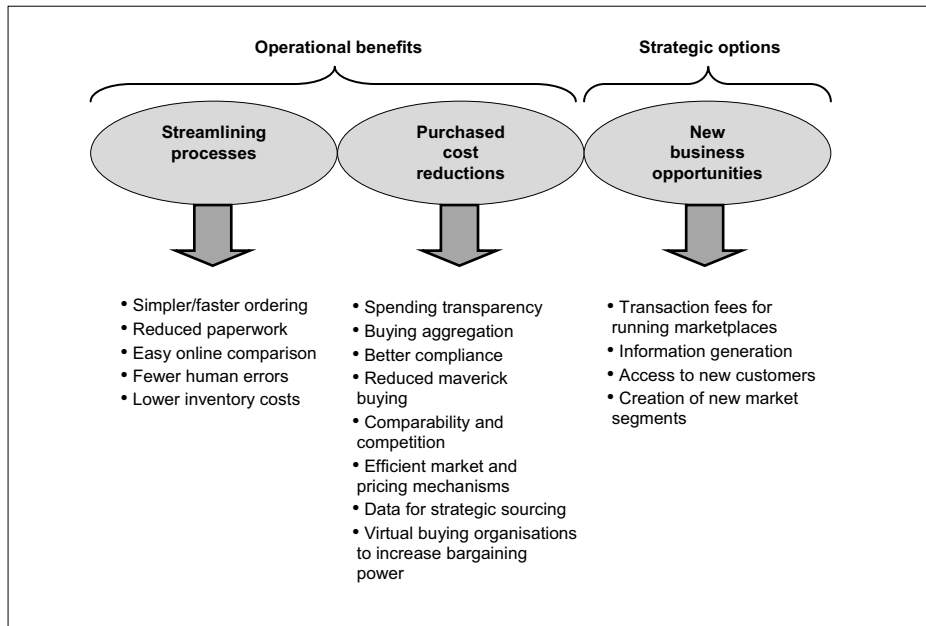 Operational benefits
Strategic options
Streamlining
processes
Purchased
cost
reductions
New
business
opportunities
• Simpler/faster ordering
• Reduced paperwork
• Easy online comparison
• Fewer human errors
• Lower inventory costs
• Spending transparency
• Buying aggregation
• Better compliance
• Reduced maverick
buying
• Comparability and
competition
• Efficient market and
pricing mechanisms
• Data for strategic sourcing
• Virtual buying organisations
to increase bargaining
power
• Transaction fees for
running marketplaces
• Information generation
• Access to new customers
• Creation of new market
segments